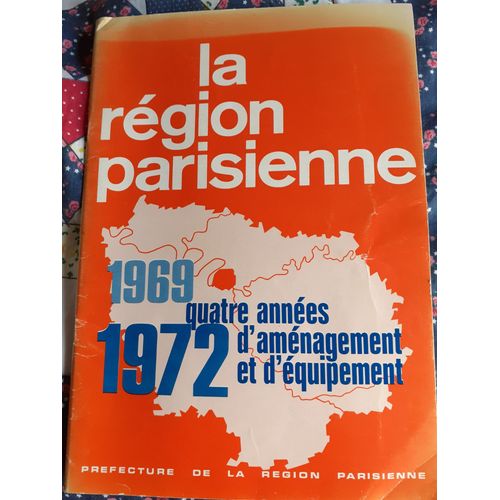 la
région
parisienne
1969
quatre années
1972 d'aménagement
et d'équipement
PREFECTURE DE LA REGION PARISIENNE